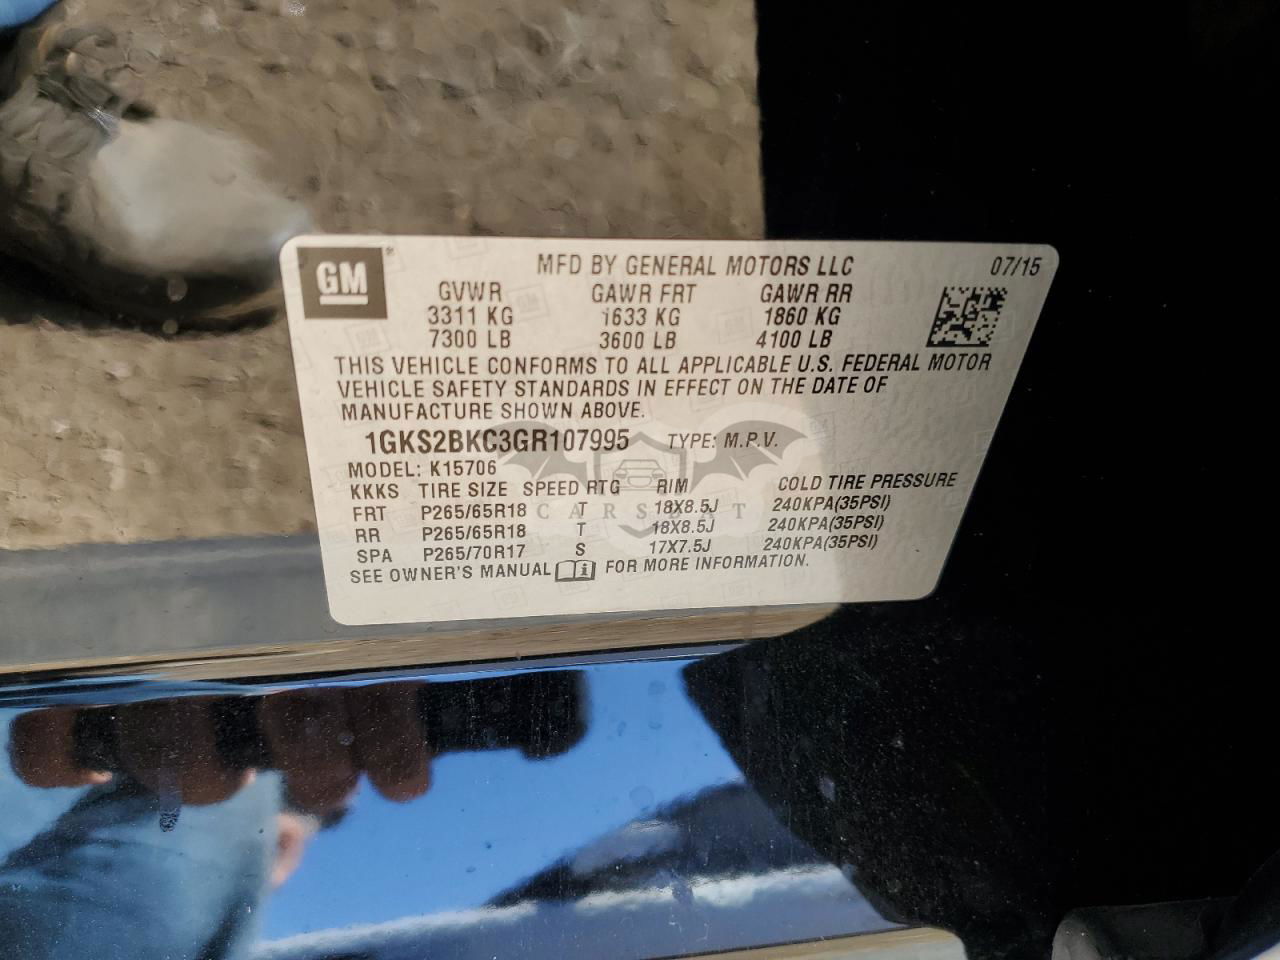 GM
MFD BY GENERAL MOTORS LLC 07/15
GVWR GAWR FRT GAWR RR
3311 KG 1633 KG 1860 KG
7300 LB 3600 LB 4100 LB
THIS VEHICLE CONFORMS TO ALL APPLICABLE U.S. FEDERAL MOTOR
VEHICLE SAFETY STANDARDS IN EFFECT ON THE DATE OF
MANUFACTURE SHOWN ABOVE.
1GKS2BKC3GR107995 TYPE: M.P.V.
MODEL: K15706
KKKS TIRE SIZE SPEED RTG RIM COLD TIRE PRESSURE
FRT P265/65R18 T 18X8.5J 240KPA(35PSI)
RR P265/65R18 T 18X8.5J 240KPA(35PSI)
SPA P265/70R17 S 17X7.5J 240KPA(35PSI)
SEE OWNER'S MANUAL FOR MORE INFORMATION.
CARSBAT